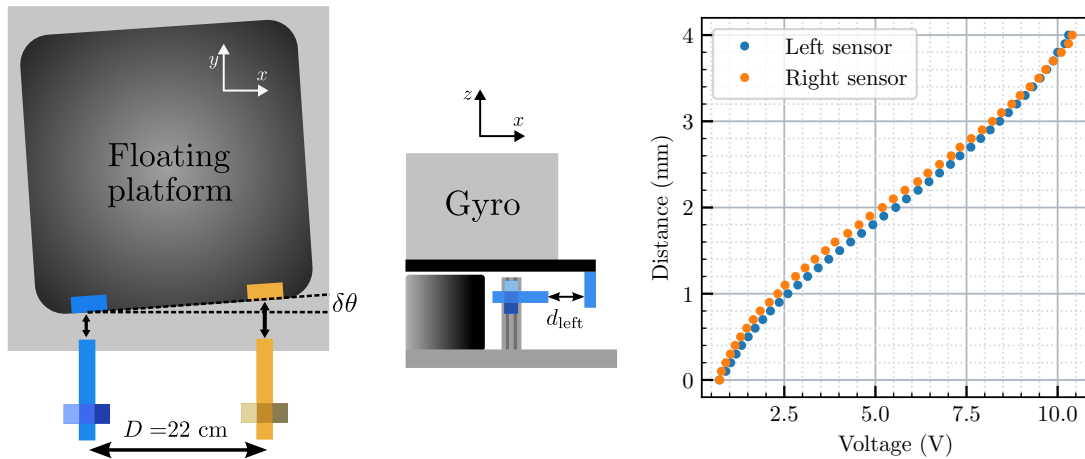 y
x
Floating
platform
δθ
D =22 cm
z
x
Gyro
d_left
Left sensor
Right sensor
4
3
2
1
0
Distance (mm)
2.5 5.0 7.5 10.0
Voltage (V)